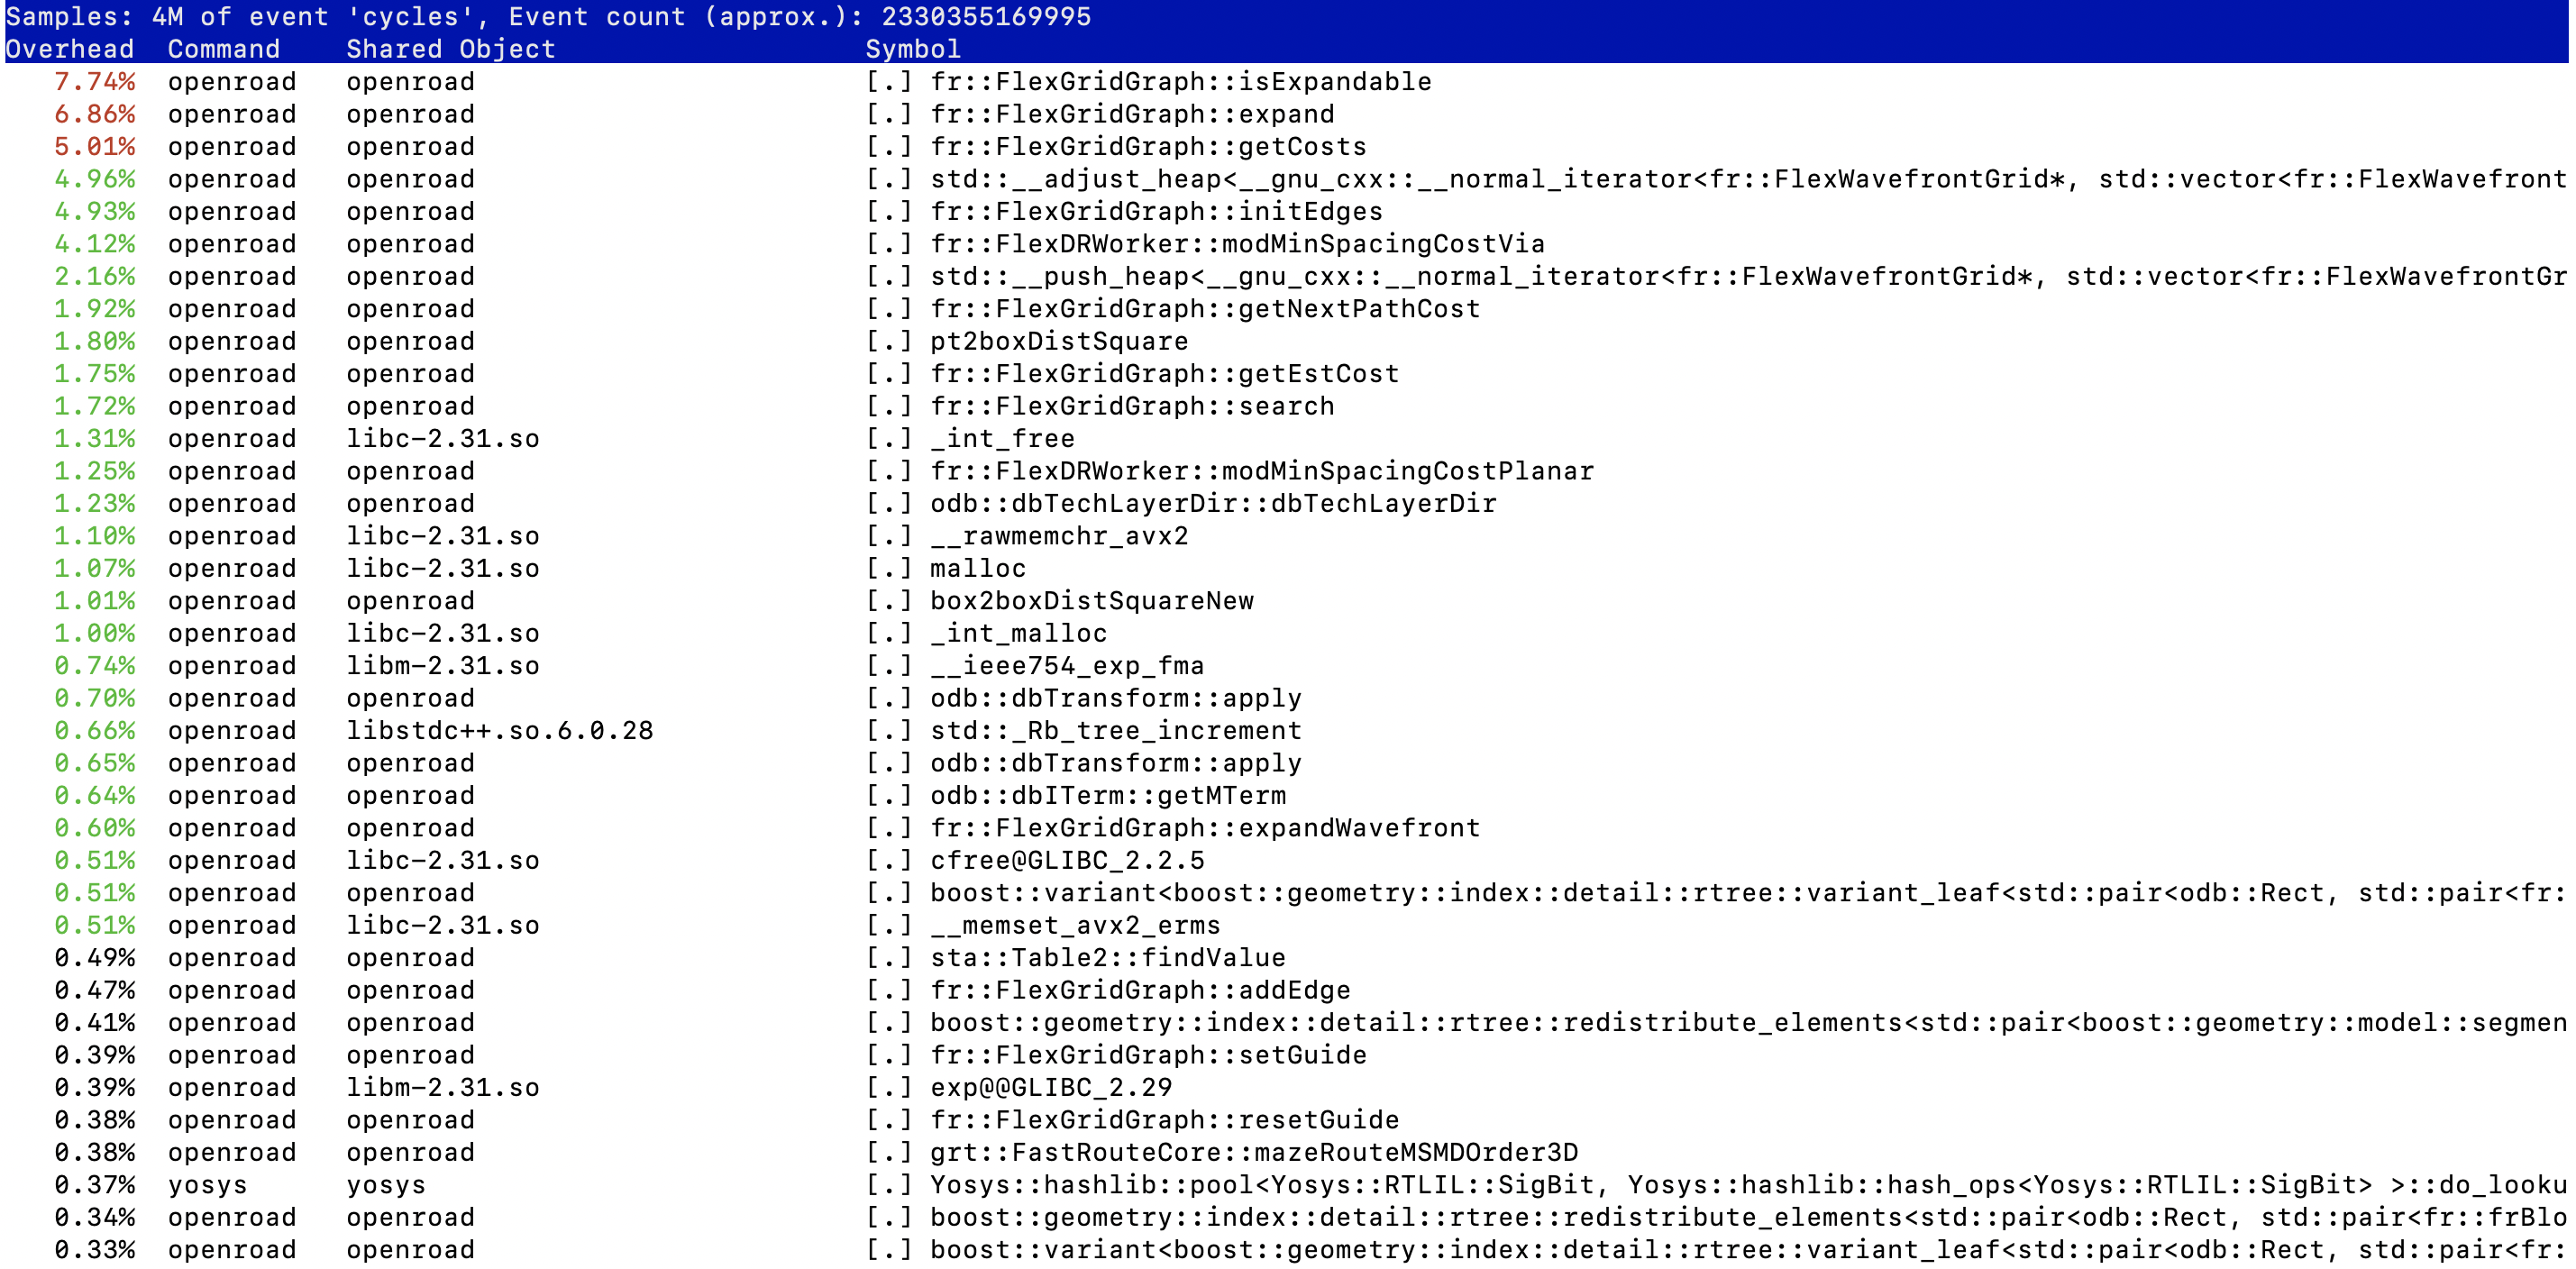 Samples: 4M of event 'cycles', Event count (approx.): 2330355169995
Overhead  Command   Shared Object                   Symbol
7.74%  openroad   openroad   [.] fr::FlexGridGraph::isExpandable
6.86%  openroad   openroad   [.] fr::FlexGridGraph::expand
5.01%  openroad   openroad   [.] fr::FlexGridGraph::getCosts
4.96%  openroad   openroad   [.] std::__adjust_heap<__gnu_cxx::__normal_iterator<fr::FlexWavefrontGrid*, std::vector<fr::FlexWavefront
4.93%  openroad   openroad   [.] fr::FlexGridGraph::initEdges
4.12%  openroad   openroad   [.] fr::FlexDRWorker::modMinSpacingCostVia
2.16%  openroad   openroad   [.] std::__push_heap<__gnu_cxx::__normal_iterator<fr::FlexWavefrontGrid*, std::vector<fr::FlexWavefrontGr
1.92%  openroad   openroad   [.] fr::FlexGridGraph::getNextPathCost
1.80%  openroad   openroad   [.] pt2boxDistSquare
1.75%  openroad   openroad   [.] fr::FlexGridGraph::getEstCost
1.72%  openroad   openroad   [.] fr::FlexGridGraph::search
1.31%  openroad   libc-2.31.so   [.] _int_free
1.25%  openroad   openroad   [.] fr::FlexDRWorker::modMinSpacingCostPlanar
1.23%  openroad   openroad   [.] odb::dbTechLayerDir::dbTechLayerDir
1.10%  openroad   libc-2.31.so   [.] __rawmemchr_avx2
1.07%  openroad   libc-2.31.so   [.] malloc
1.01%  openroad   openroad   [.] box2boxDistSquareNew
1.00%  openroad   libc-2.31.so   [.] _int_malloc
0.74%  openroad   libm-2.31.so   [.] __ieee754_exp_fma
0.70%  openroad   openroad   [.] odb::dbTransform::apply
0.66%  openroad   libstdc++.so.6.0.28   [.] std::_Rb_tree_increment
0.65%  openroad   openroad   [.] odb::dbTransform::apply
0.64%  openroad   openroad   [.] odb::dbITerm::getMTerm
0.60%  openroad   openroad   [.] fr::FlexGridGraph::expandWavefront
0.51%  openroad   libc-2.31.so   [.] cfree@GLIBC_2.2.5
0.51%  openroad   openroad   [.] boost::variant<boost::geometry::index::detail::rtree::variant_leaf<std::pair<odb::Rect, std::pair<fr:
0.51%  openroad   libc-2.31.so   [.] __memset_avx2_erms
0.49%  openroad   openroad   [.] sta::Table2::findValue
0.47%  openroad   openroad   [.] fr::FlexGridGraph::addEdge
0.41%  openroad   openroad   [.] boost::geometry::index::detail::rtree::redistribute_elements<std::pair<boost::geometry::model::segmen
0.39%  openroad   openroad   [.] fr::FlexGridGraph::setGuide
0.39%  openroad   libm-2.31.so   [.] exp@@GLIBC_2.29
0.38%  openroad   openroad   [.] fr::FlexGridGraph::resetGuide
0.38%  openroad   openroad   [.] grt::FastRouteCore::mazeRouteMSMDOrder3D
0.37%  yosys   yosys   [.] Yosys::hashlib::pool<Yosys::RTLIL::SigBit, Yosys::hashlib::hash_ops<Yosys::RTLIL::SigBit> >::do_looku
0.34%  openroad   openroad   [.] boost::geometry::index::detail::rtree::redistribute_elements<std::pair<odb::Rect, std::pair<fr::frBlo
0.33%  openroad   openroad   [.] boost::variant<boost::geometry::index::detail::rtree::variant_leaf<std::pair<odb::Rect, std::pair<fr: